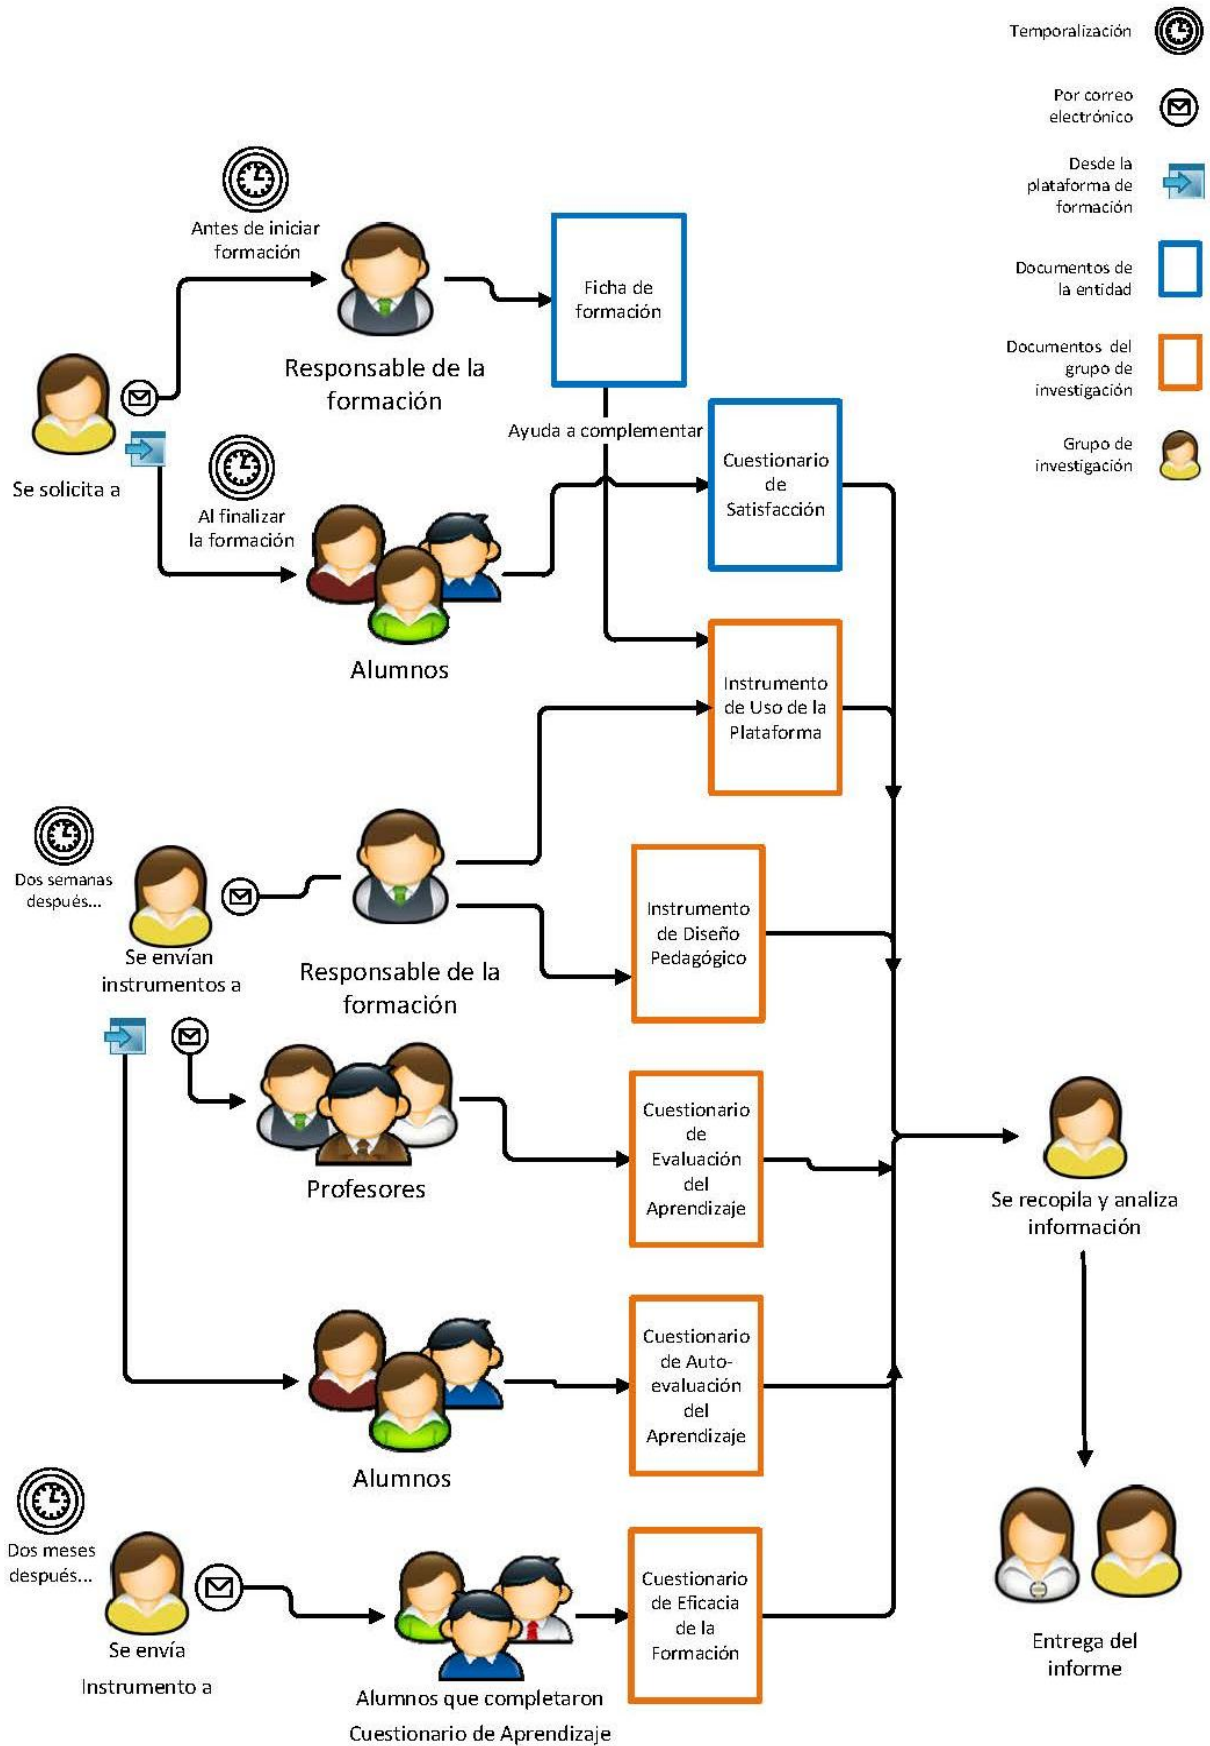 Temporalización
Por correo
electrónico
Desde la
plataforma de
formación
Documentos de
la entidad
Documentos del
grupo de
investigación
Grupo de
investigación
Antes de iniciar
formación
Responsable de la
formación
Ficha de
formación
Se solicita a
Al finalizar
la formación
Alumnos
Ayuda a complementar
Cuestionario
de
Satisfacción
Instrumento
de Uso de la
Plataforma
Dos semanas
después...
Se envían
instrumentos a
Responsable de la
formación
Instrumento
de Diseño
Pedagógico
Profesores
Cuestionario
de
Evaluación
del
Aprendizaje
Se recopila y analiza
información
Alumnos
Cuestionario
de Auto-
evaluación
del
Aprendizaje
Dos meses
después...
Se envía
Instrumento a
Alumnos que completaron
Cuestionario de Aprendizaje
Cuestionario
de Eficacia
de la
Formación
Entrega del
informe